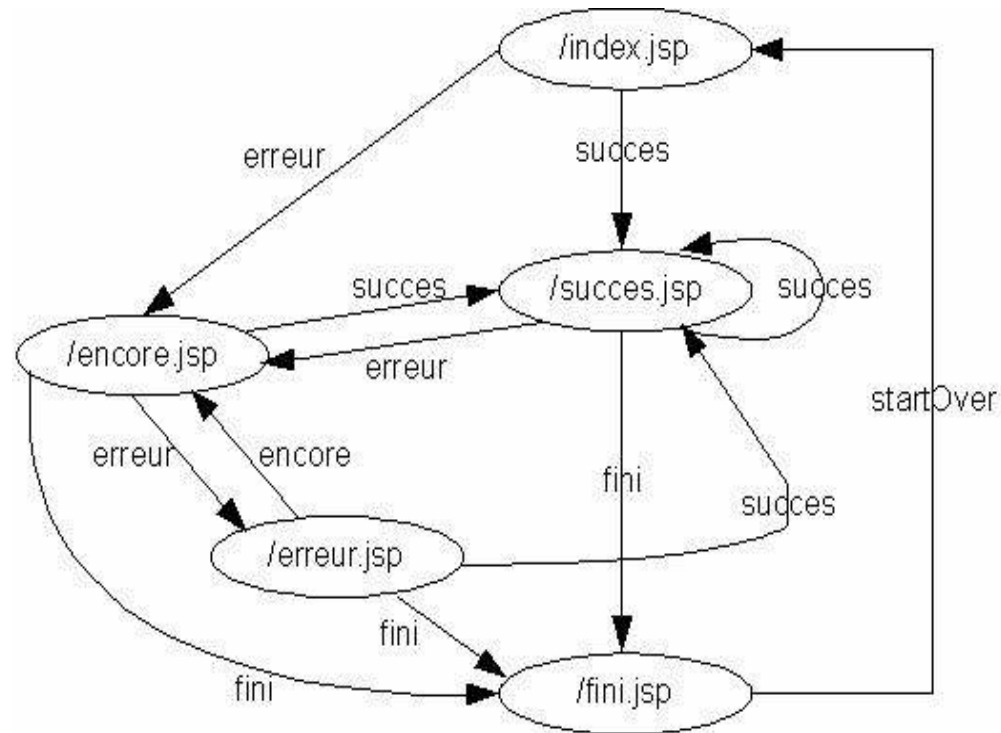 /index.jsp
erreur
succes
succes
/succes.jsp
succes
/encore.jsp
erreur
startOver
erreur
encore
fini
succes
/erreur.jsp
fini
fini
/fini.jsp